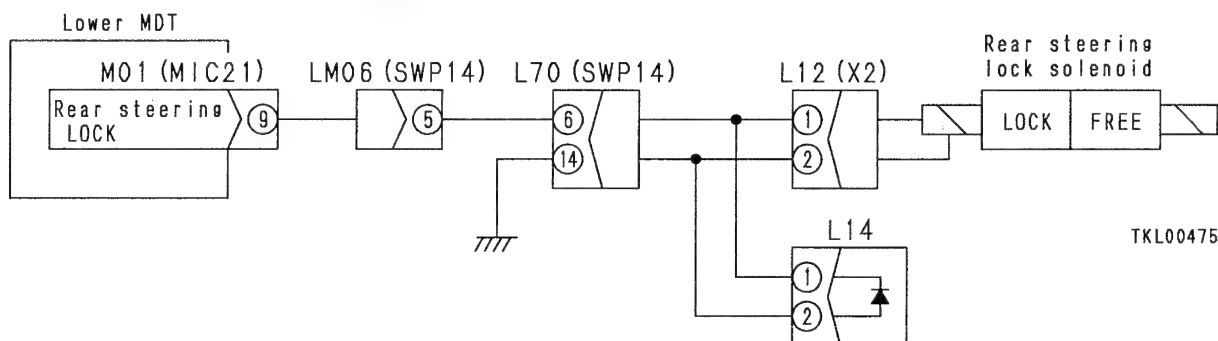 Lower MDT
M01 (MIC21)
LM06 (SWP14)
L70 (SWP14)
L12 (X2)
Rear steering
lock solenoid
Rear steering
LOCK
9
5
6
14
1
2
LOCK
FREE
L14
1
2
TKL00475